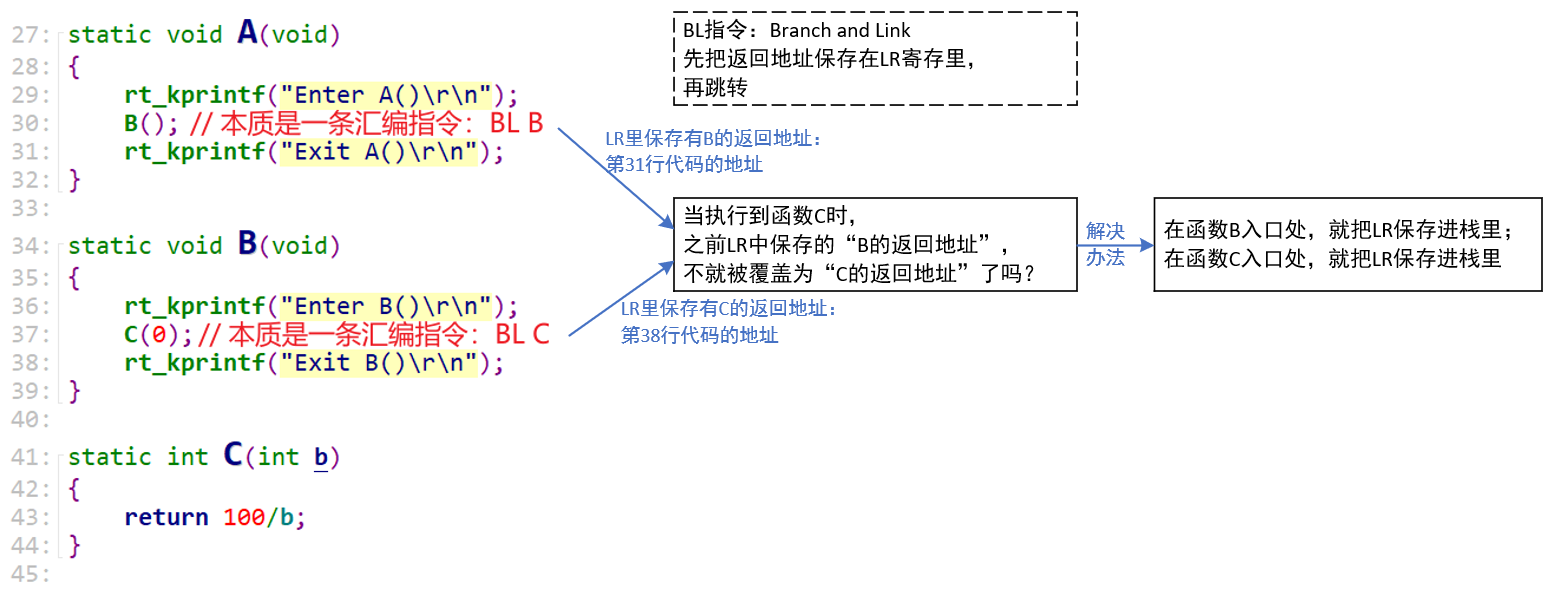 27: static void A(void)
28: {
29: rt_kprintf("Enter A()\r\n");
30: B(); // 本质是一条汇编指令：BL B
31: rt_kprintf("Exit A()\r\n");
32: }
33:
34: static void B(void)
35: {
36: rt_kprintf("Enter B()\r\n");
37: C(0); // 本质是一条汇编指令：BL C
38: rt_kprintf("Exit B()\r\n");
39: }
40:
41: static int C(int b)
42: {
43: return 100/b;
44: }
45:
BL指令：Branch and Link
先把返回地址保存在LR寄存里，
再跳转
LR里保存有B的返回地址：
第31行代码的地址
当执行到函数C时，
之前LR中保存的“B的返回地址”，
不就被覆盖为“C的返回地址”了吗？
LR里保存有C的返回地址：
第38行代码的地址
解决
办法
在函数B入口处，就把LR保存进栈里；
在函数C入口处，就把LR保存进栈里